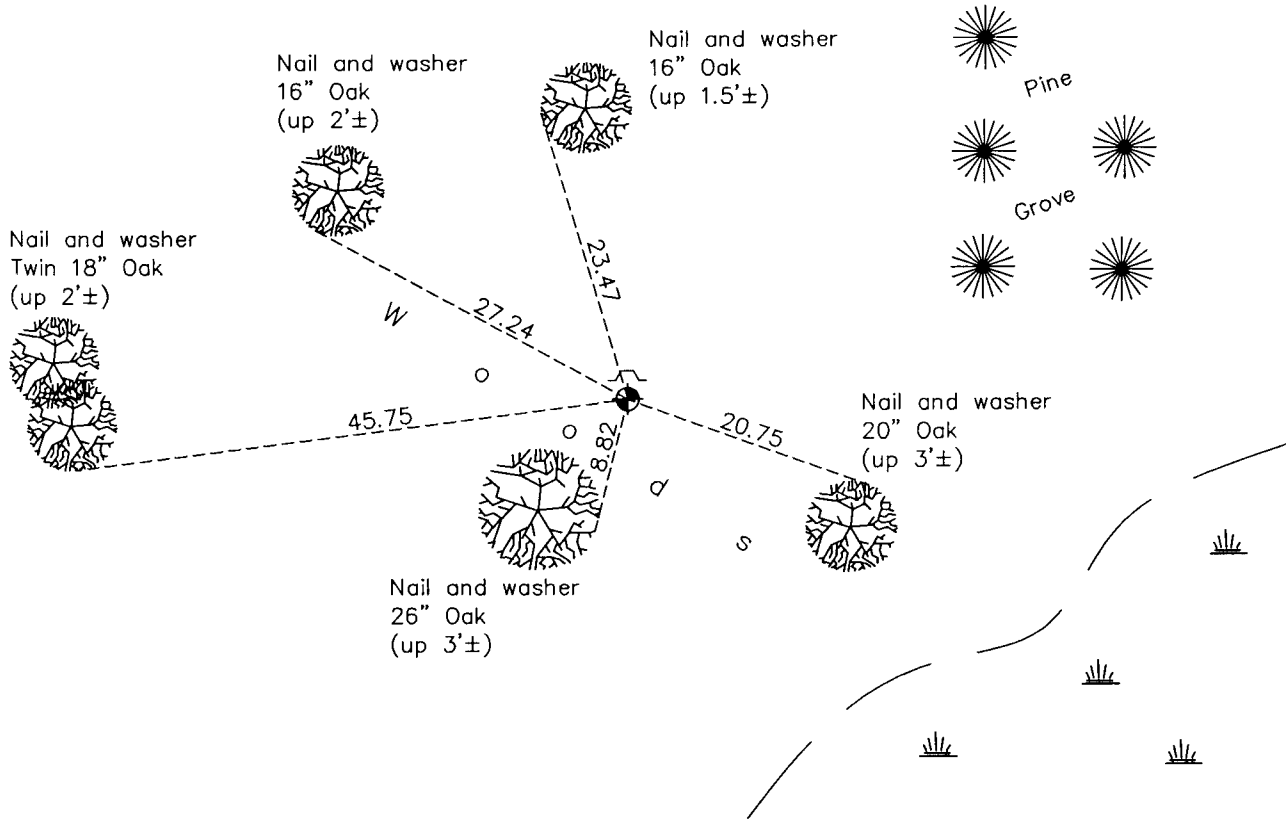 Nail and washer
16" Oak
(up 2'±)
Nail and washer
16" Oak
(up 1.5'±)
Pine
Grove
Nail and washer
Twin 18" Oak
(up 2'±)
23.47
27.24
45.75
8.82
20.75
W o o d s
Nail and washer
20" Oak
(up 3'±)
Nail and washer
26" Oak
(up 3'±)